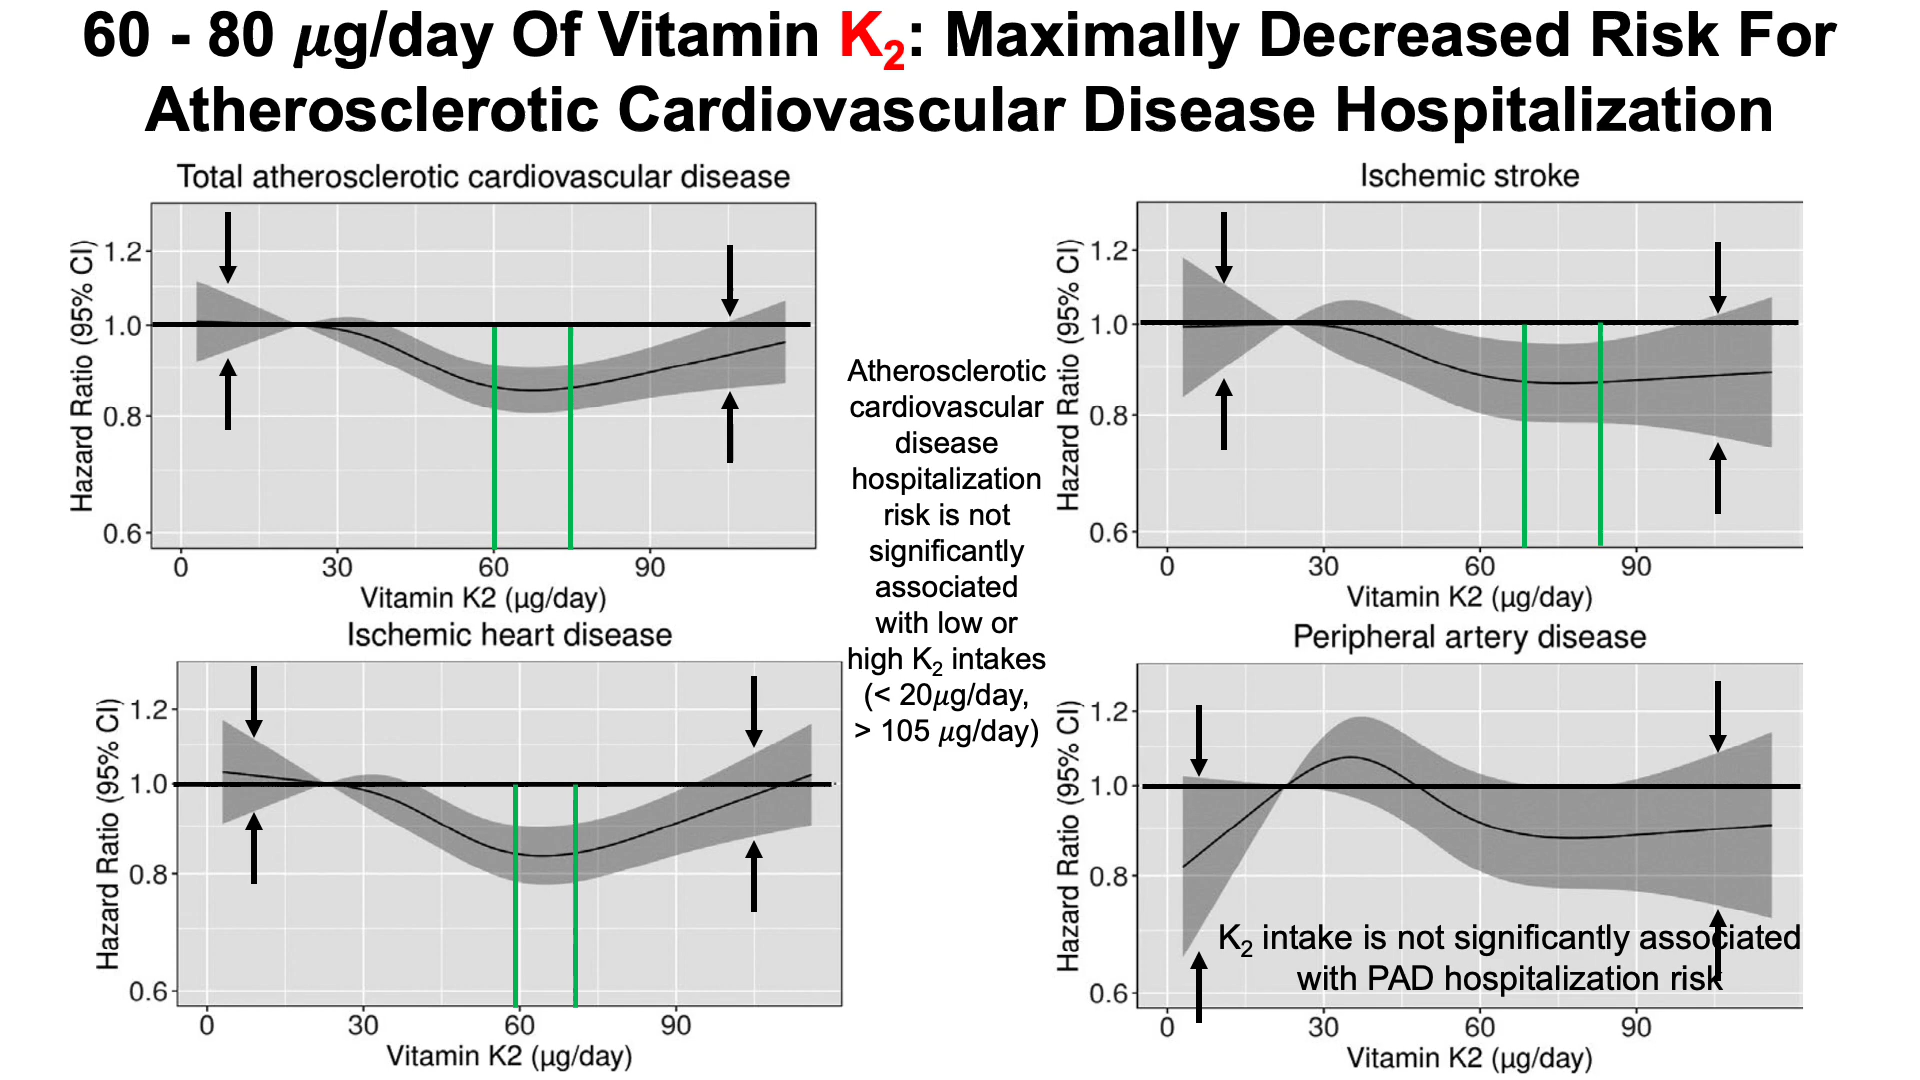 60 - 80 μg/day Of Vitamin K₂: Maximally Decreased Risk For
Atherosclerotic Cardiovascular Disease Hospitalization
Total atherosclerotic cardiovascular disease
Hazard Ratio (95% CI)
1.2
1.0
0.8
0.6
0
30
60
90
Vitamin K2 (μg/day)
Ischemic stroke
Hazard Ratio (95% CI)
1.2
1.0
0.8
0.6
0
30
60
90
Vitamin K2 (μg/day)
Atherosclerotic
cardiovascular
disease
hospitalization
risk is not
significantly
associated
with low or
high K₂ intakes
(< 20μg/day,
> 105 μg/day)
Ischemic heart disease
Hazard Ratio (95% CI)
1.2
1.0
0.8
0.6
0
30
60
90
Vitamin K2 (μg/day)
Peripheral artery disease
Hazard Ratio (95% CI)
1.2
1.0
0.8
0.6
K₂ intake is not significantly associated
with PAD hospitalization risk
0
30
60
90
Vitamin K2 (μg/day)